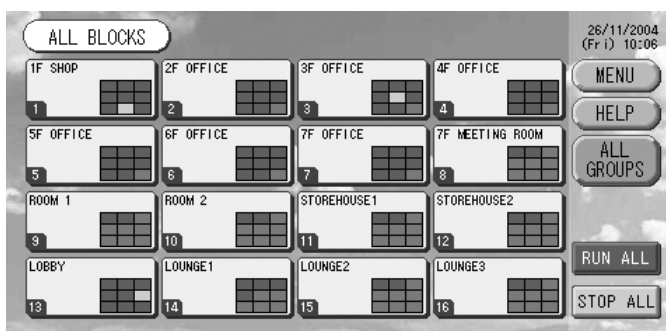 ALL BLOCKS
26/11/2004
(Fri) 10:06
1F SHOP
2F OFFICE
3F OFFICE
4F OFFICE
1
2
3
4
MENU
HELP
5F OFFICE
6F OFFICE
7F OFFICE
7F MEETING ROOM
5
6
7
8
ALL
GROUPS
ROOM 1
ROOM 2
STOREHOUSE1
STOREHOUSE2
9
10
11
12
LOBBY
LOUNGE1
LOUNGE2
LOUNGE3
13
14
15
16
RUN ALL
STOP ALL